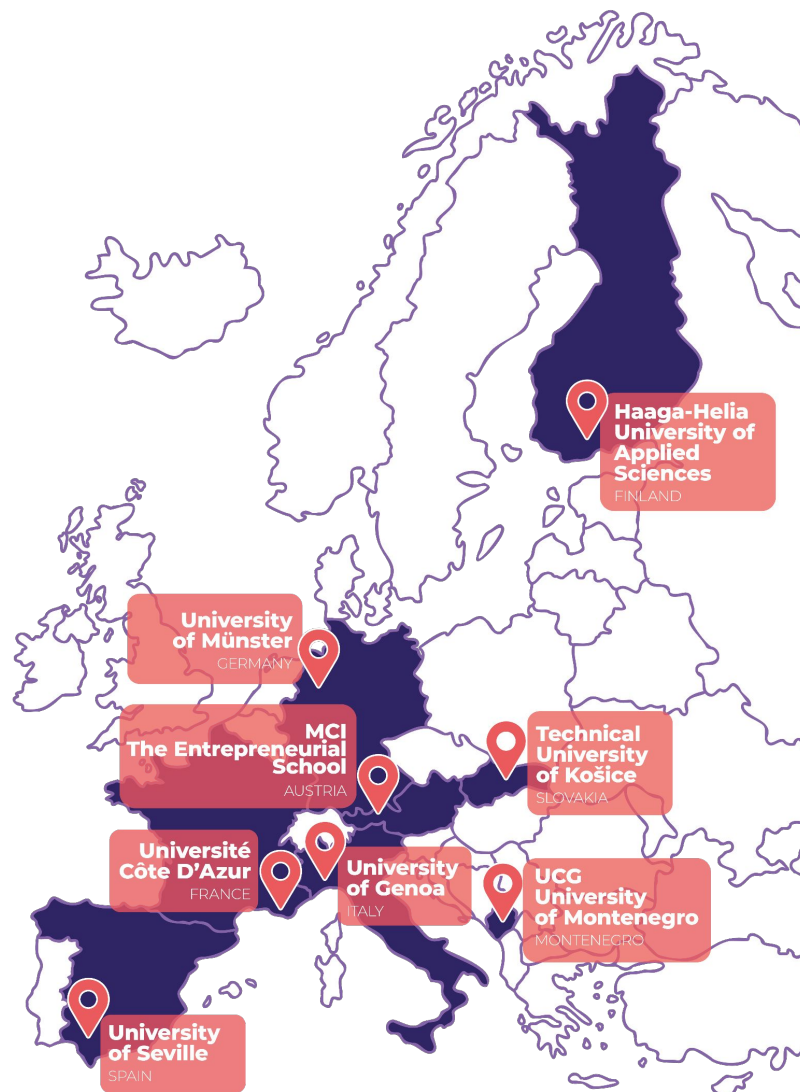 Haaga-Helia
University of
Applied
Sciences
FINLAND
University
of Münster
GERMANY
MCI
The Entrepreneurial
School
AUSTRIA
Technical
University
of Košice
SLOVAKIA
Université
Côte D'Azur
FRANCE
University
of Genoa
ITALY
UCG
University
of Montenegro
MONTENEGRO
University
of Seville
SPAIN